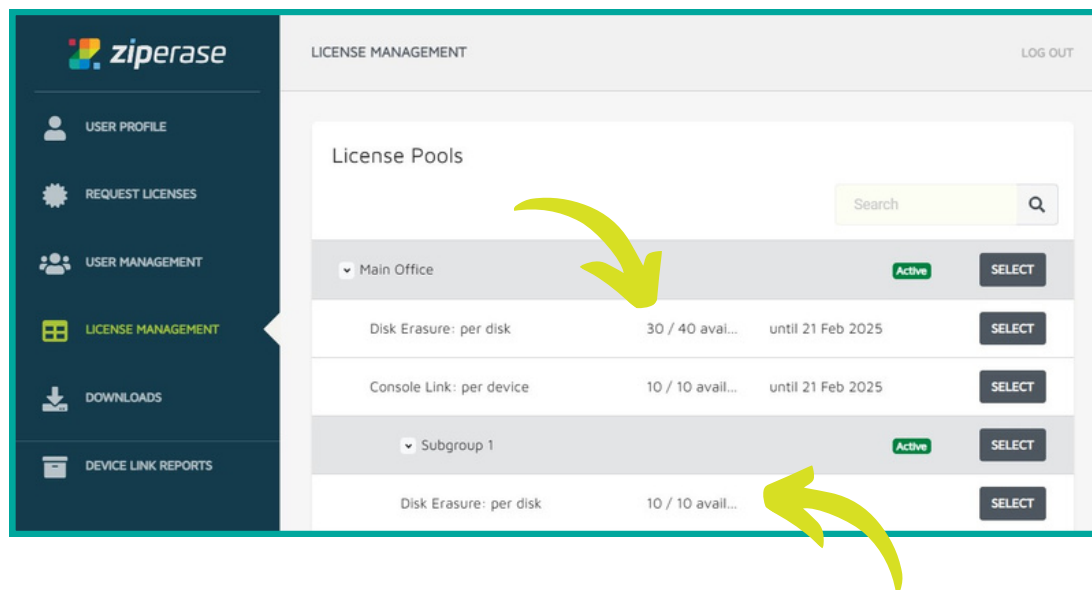 ziperase
LICENSE MANAGEMENT
LOG OUT
USER PROFILE
REQUEST LICENSES
USER MANAGEMENT
LICENSE MANAGEMENT
DOWNLOADS
DEVICE LINK REPORTS
License Pools
Search
Main Office Active SELECT
Disk Erasure: per disk 30 / 40 avai... until 21 Feb 2025 SELECT
Console Link: per device 10 / 10 avail... until 21 Feb 2025 SELECT
Subgroup 1 Active SELECT
Disk Erasure: per disk 10 / 10 avail... SELECT